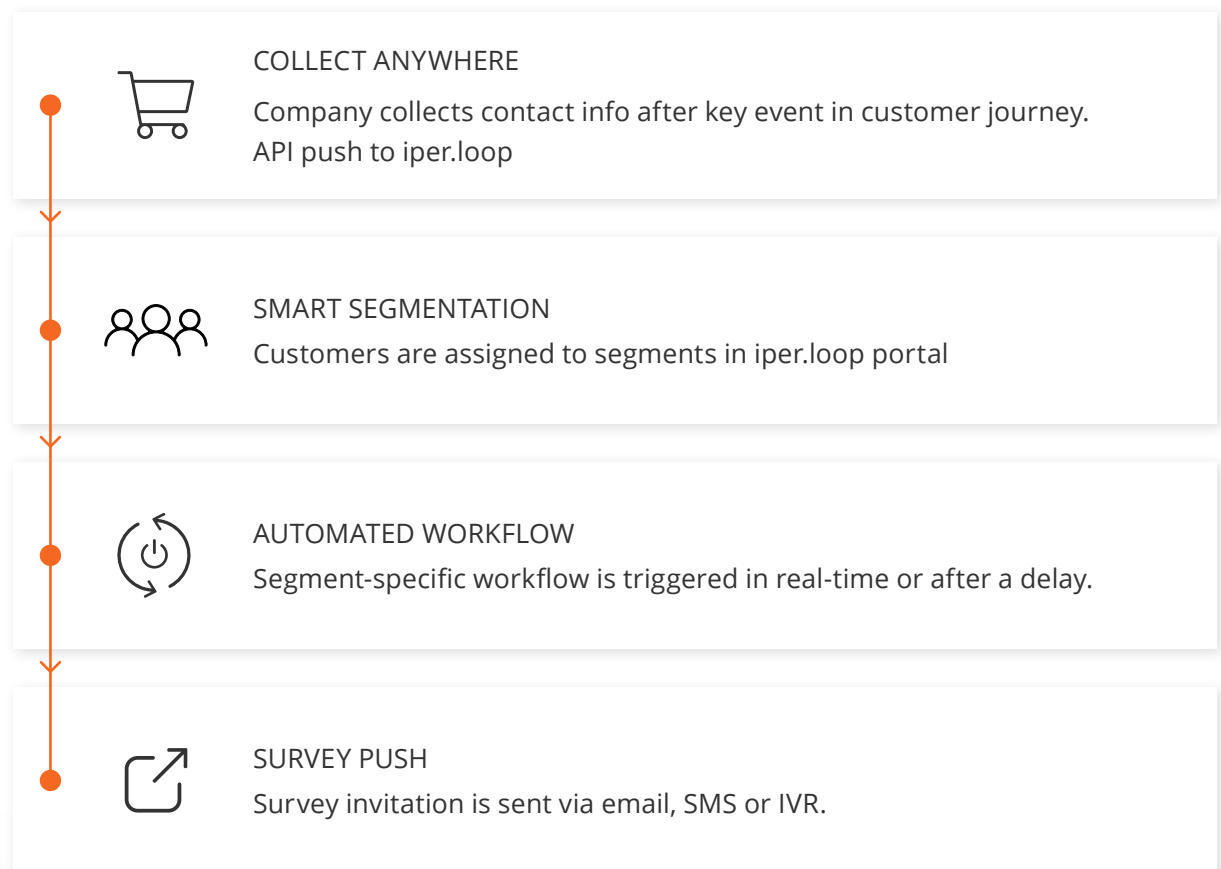 COLLECT ANYWHERE
Company collects contact info after key event in customer journey.
API push to iper.loop
SMART SEGMENTATION
Customers are assigned to segments in iper.loop portal
AUTOMATED WORKFLOW
Segment-specific workflow is triggered in real-time or after a delay.
SURVEY PUSH
Survey invitation is sent via email, SMS or IVR.